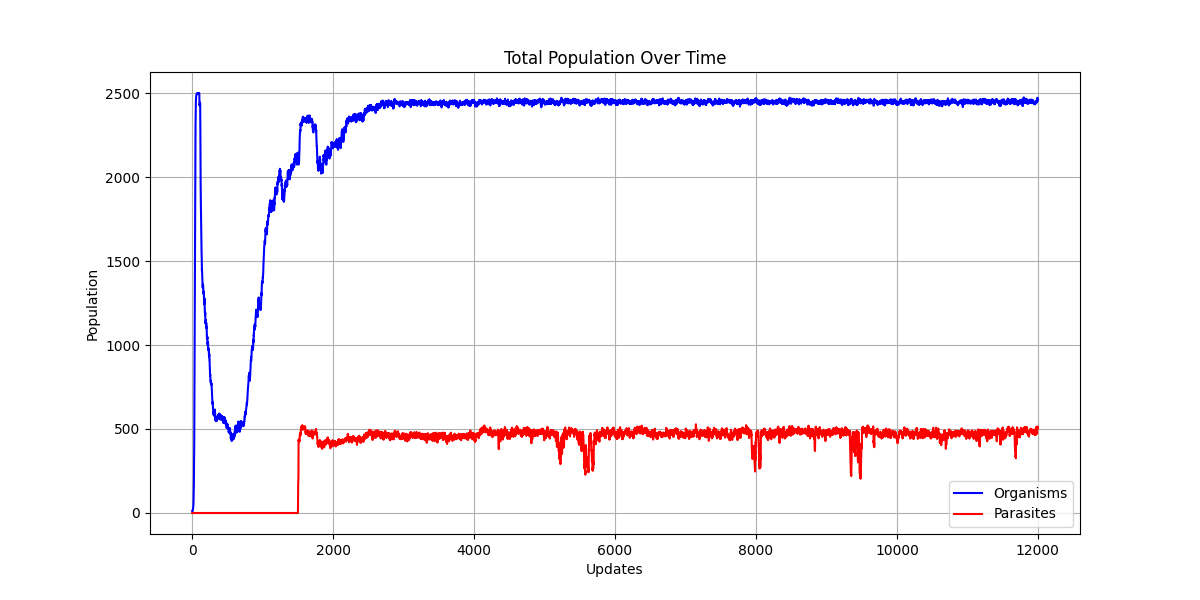 Total Population Over Time
Population
2500
2000
1500
1000
500
0
0 2000 4000 6000 8000 10000 12000
Updates
Organisms
Parasites